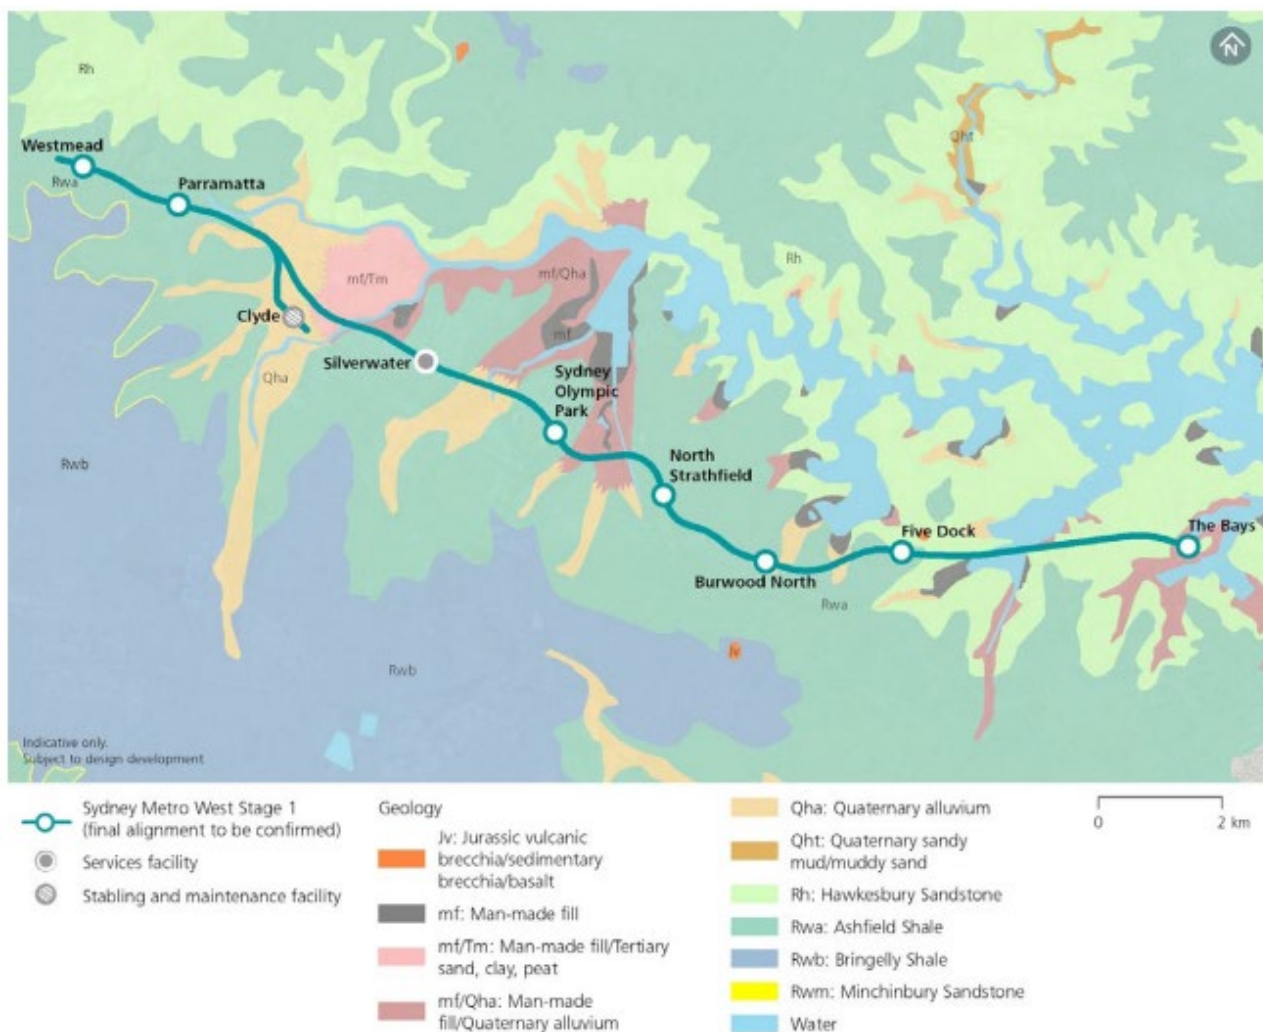 N
Rh
Qht
Westmead
Rwa
Parramatta
Rh
mf/Tm
mf/Qha
Clyde
mf
Silverwater
Qha
Sydney
Olympic
Park
Rwb
North
Strathfield
Five Dock
The Bays
Burwood North
Rwa
Jv
Rwb
Indicative only.
Subject to design development
Sydney Metro West Stage 1
(final alignment to be confirmed)
Services facility
Stabling and maintenance facility
Geology
Jv: Jurassic vulcanic
brecchia/sedimentary
brecchia/basalt
mf: Man-made fill
mf/Tm: Man-made fill/Tertiary
sand, clay, peat
mf/Qha: Man-made
fill/Quaternary alluvium
Qha: Quaternary alluvium
Qht: Quaternary sandy
mud/muddy sand
Rh: Hawkesbury Sandstone
Rwa: Ashfield Shale
Rwb: Bringelly Shale
Rwm: Minchinbury Sandstone
Water
0 2 km